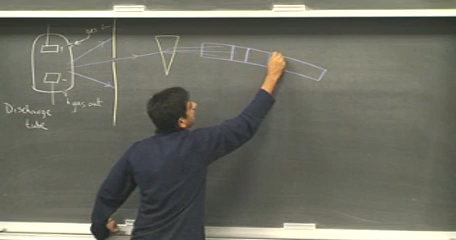 gas in
+
-
gas out
Discharge
tube